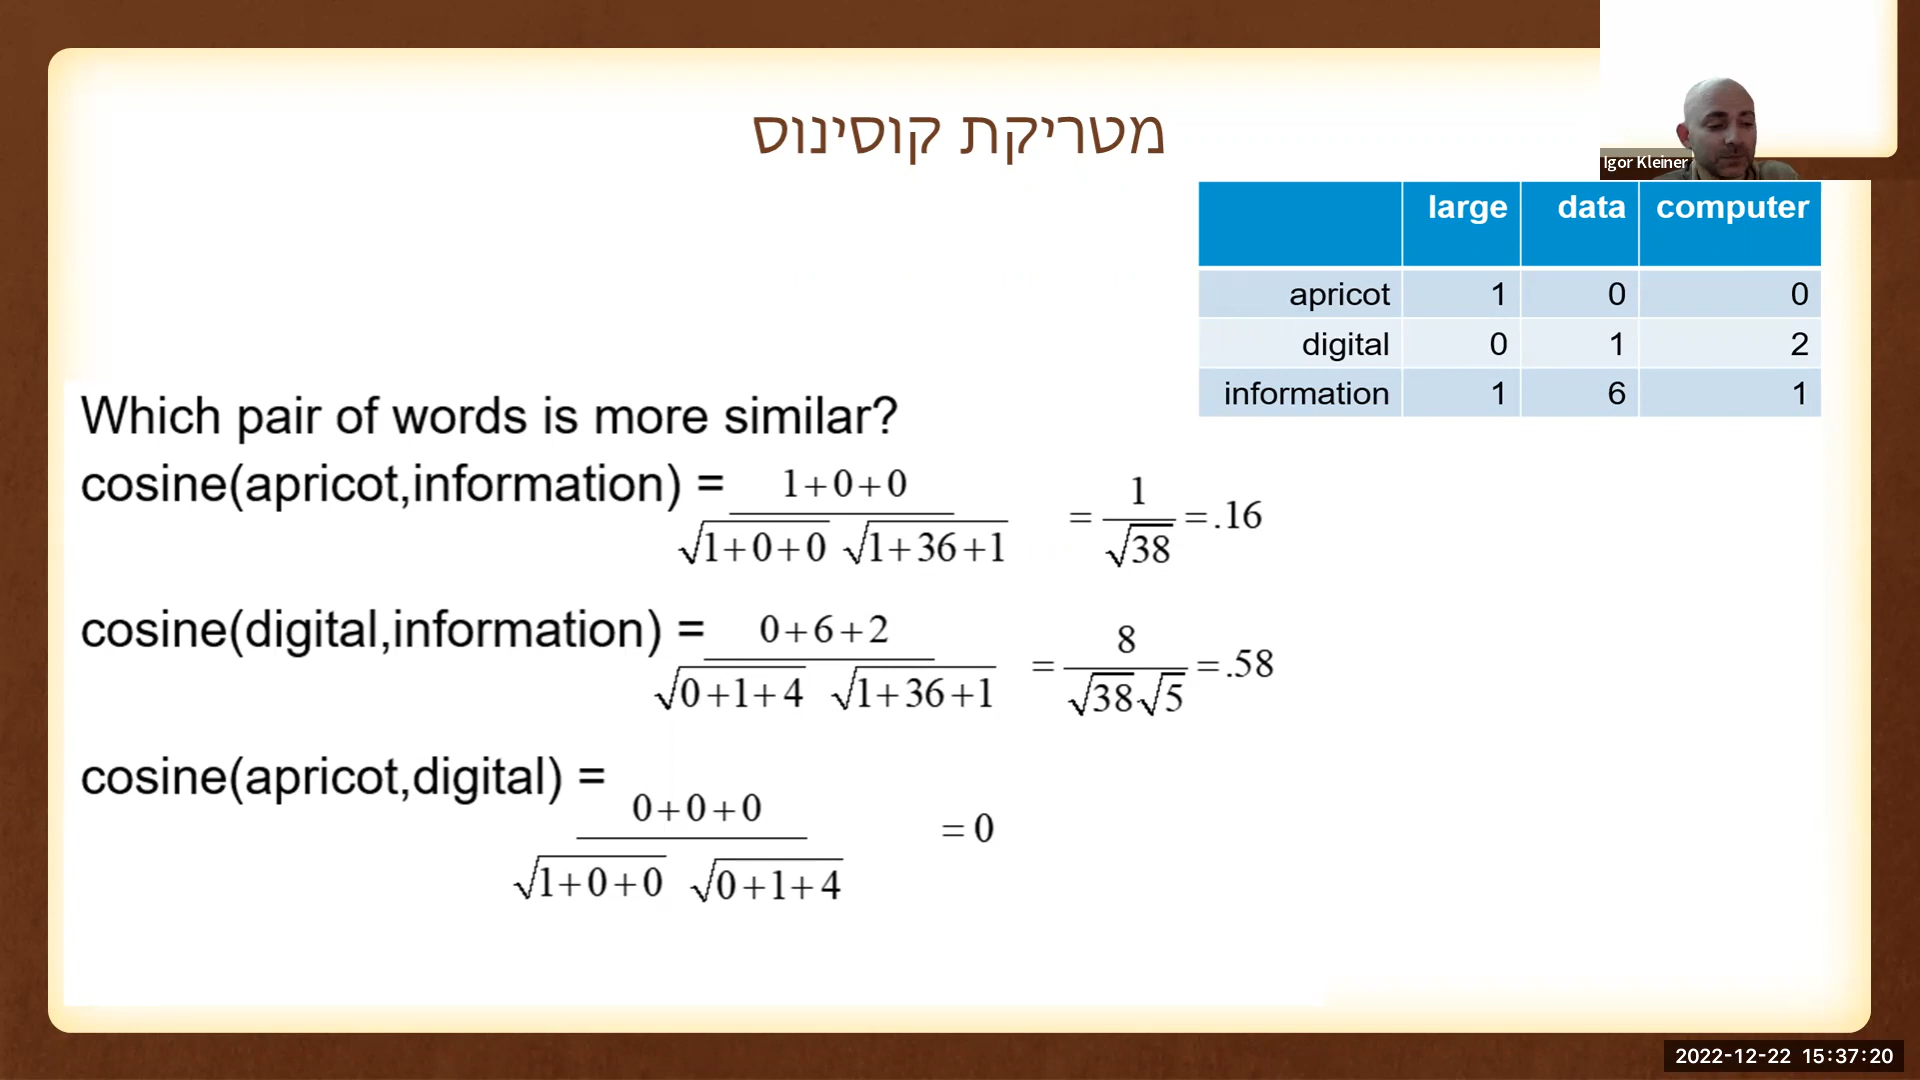 מטריקת קוסינוס
Igor Kleiner
large data computer
apricot 1 0 0
digital 0 1 2
information 1 6 1
Which pair of words is more similar?
cosine(apricot,information) = 1+0+0 / √1+0+0 √1+36+1 = 1 / √38 = .16
cosine(digital,information) = 0+6+2 / √0+1+4 √1+36+1 = 8 / √38√5 = .58
cosine(apricot,digital) = 0+0+0 / √1+0+0 √0+1+4 = 0
2022-12-22 15:37:20